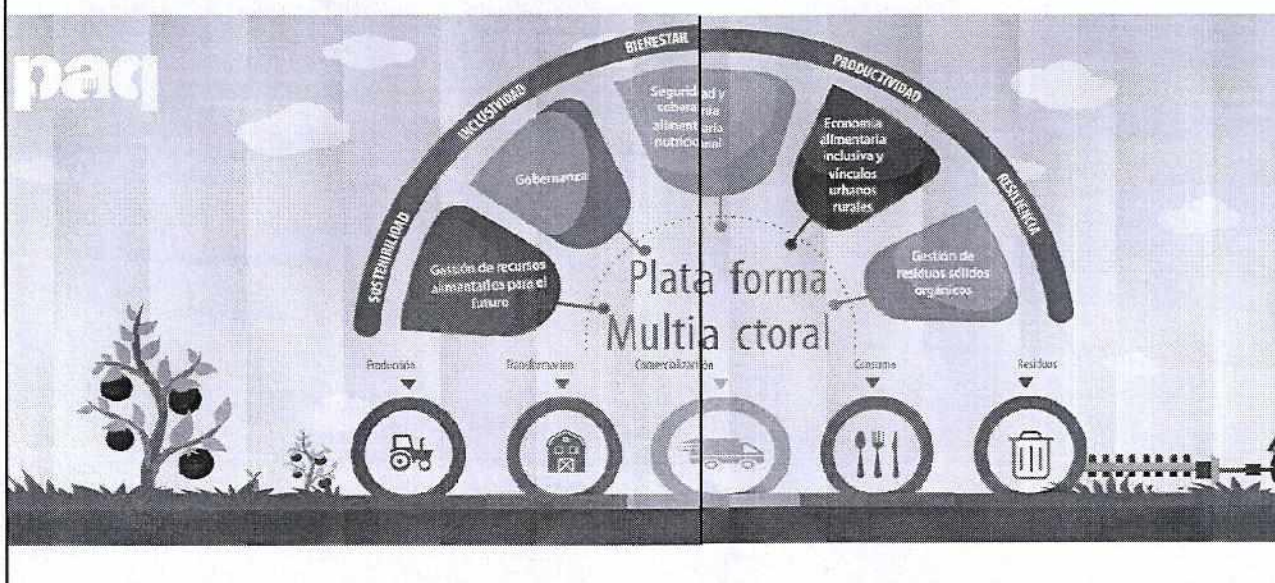 paq
BIENESTAR
PRODUCTIVIDAD
INCLUSIVIDAD
RESILIENCIA
SOSTENIBILIDAD
Seguridad y
soberanía
alimentaria
nutricional
Economía
alimentaria
inclusiva y
vínculos
urbanos
rurales
Gobernanza
Gestión de recursos
alimentarios para el
futuro
Gestión de
residuos sólidos
orgánicos
Plata forma
Multia ctoral
Producción
Transformación
Comercialización
Consumo
Residuos